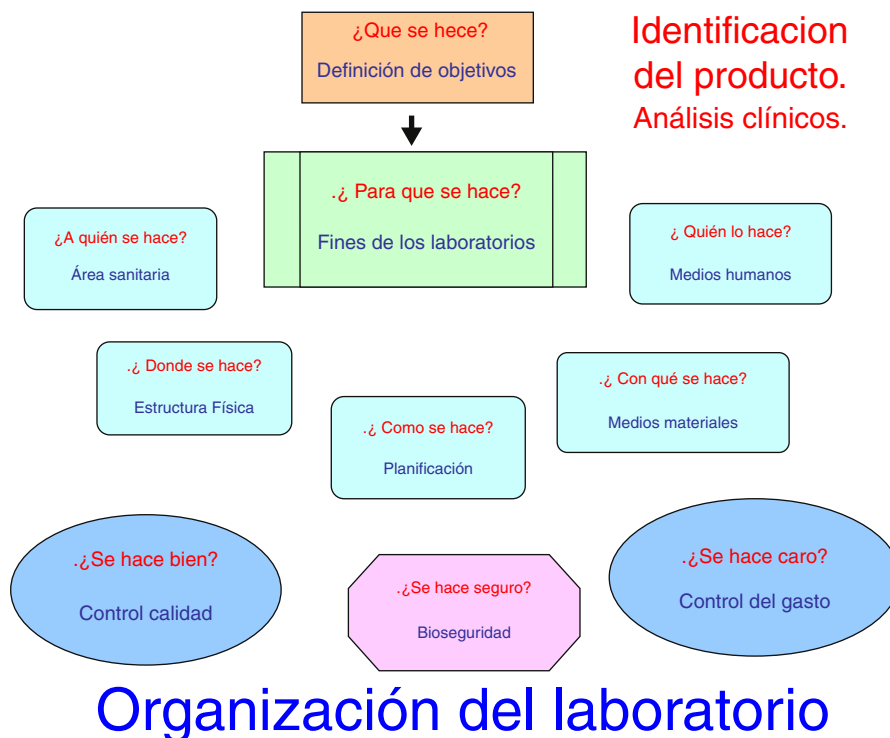 ¿Que se hece?
Definición de objetivos
Identificacion
del producto.
Análisis clínicos.
.¿ Para que se hace?
Fines de los laboratorios
¿A quién se hace?
Área sanitaria
¿ Quién lo hace?
Medios humanos
.¿ Donde se hace?
Estructura Física
.¿ Con qué se hace?
Medios materiales
.¿ Como se hace?
Planificación
.¿Se hace bien?
Control calidad
.¿Se hace seguro?
Bioseguridad
.¿Se hace caro?
Control del gasto
Organización del laboratorio